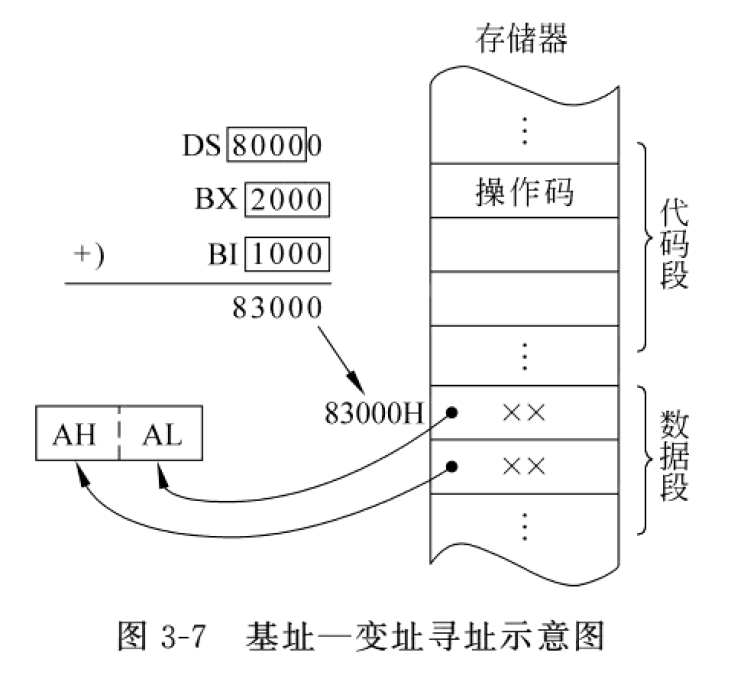 存储器
⋮
DS 80000
操作码
BX 2000
+) BI 1000
83000
代码段
⋮
83000H ××
AH AL
××
数据段
⋮
图 3-7 基址—变址寻址示意图